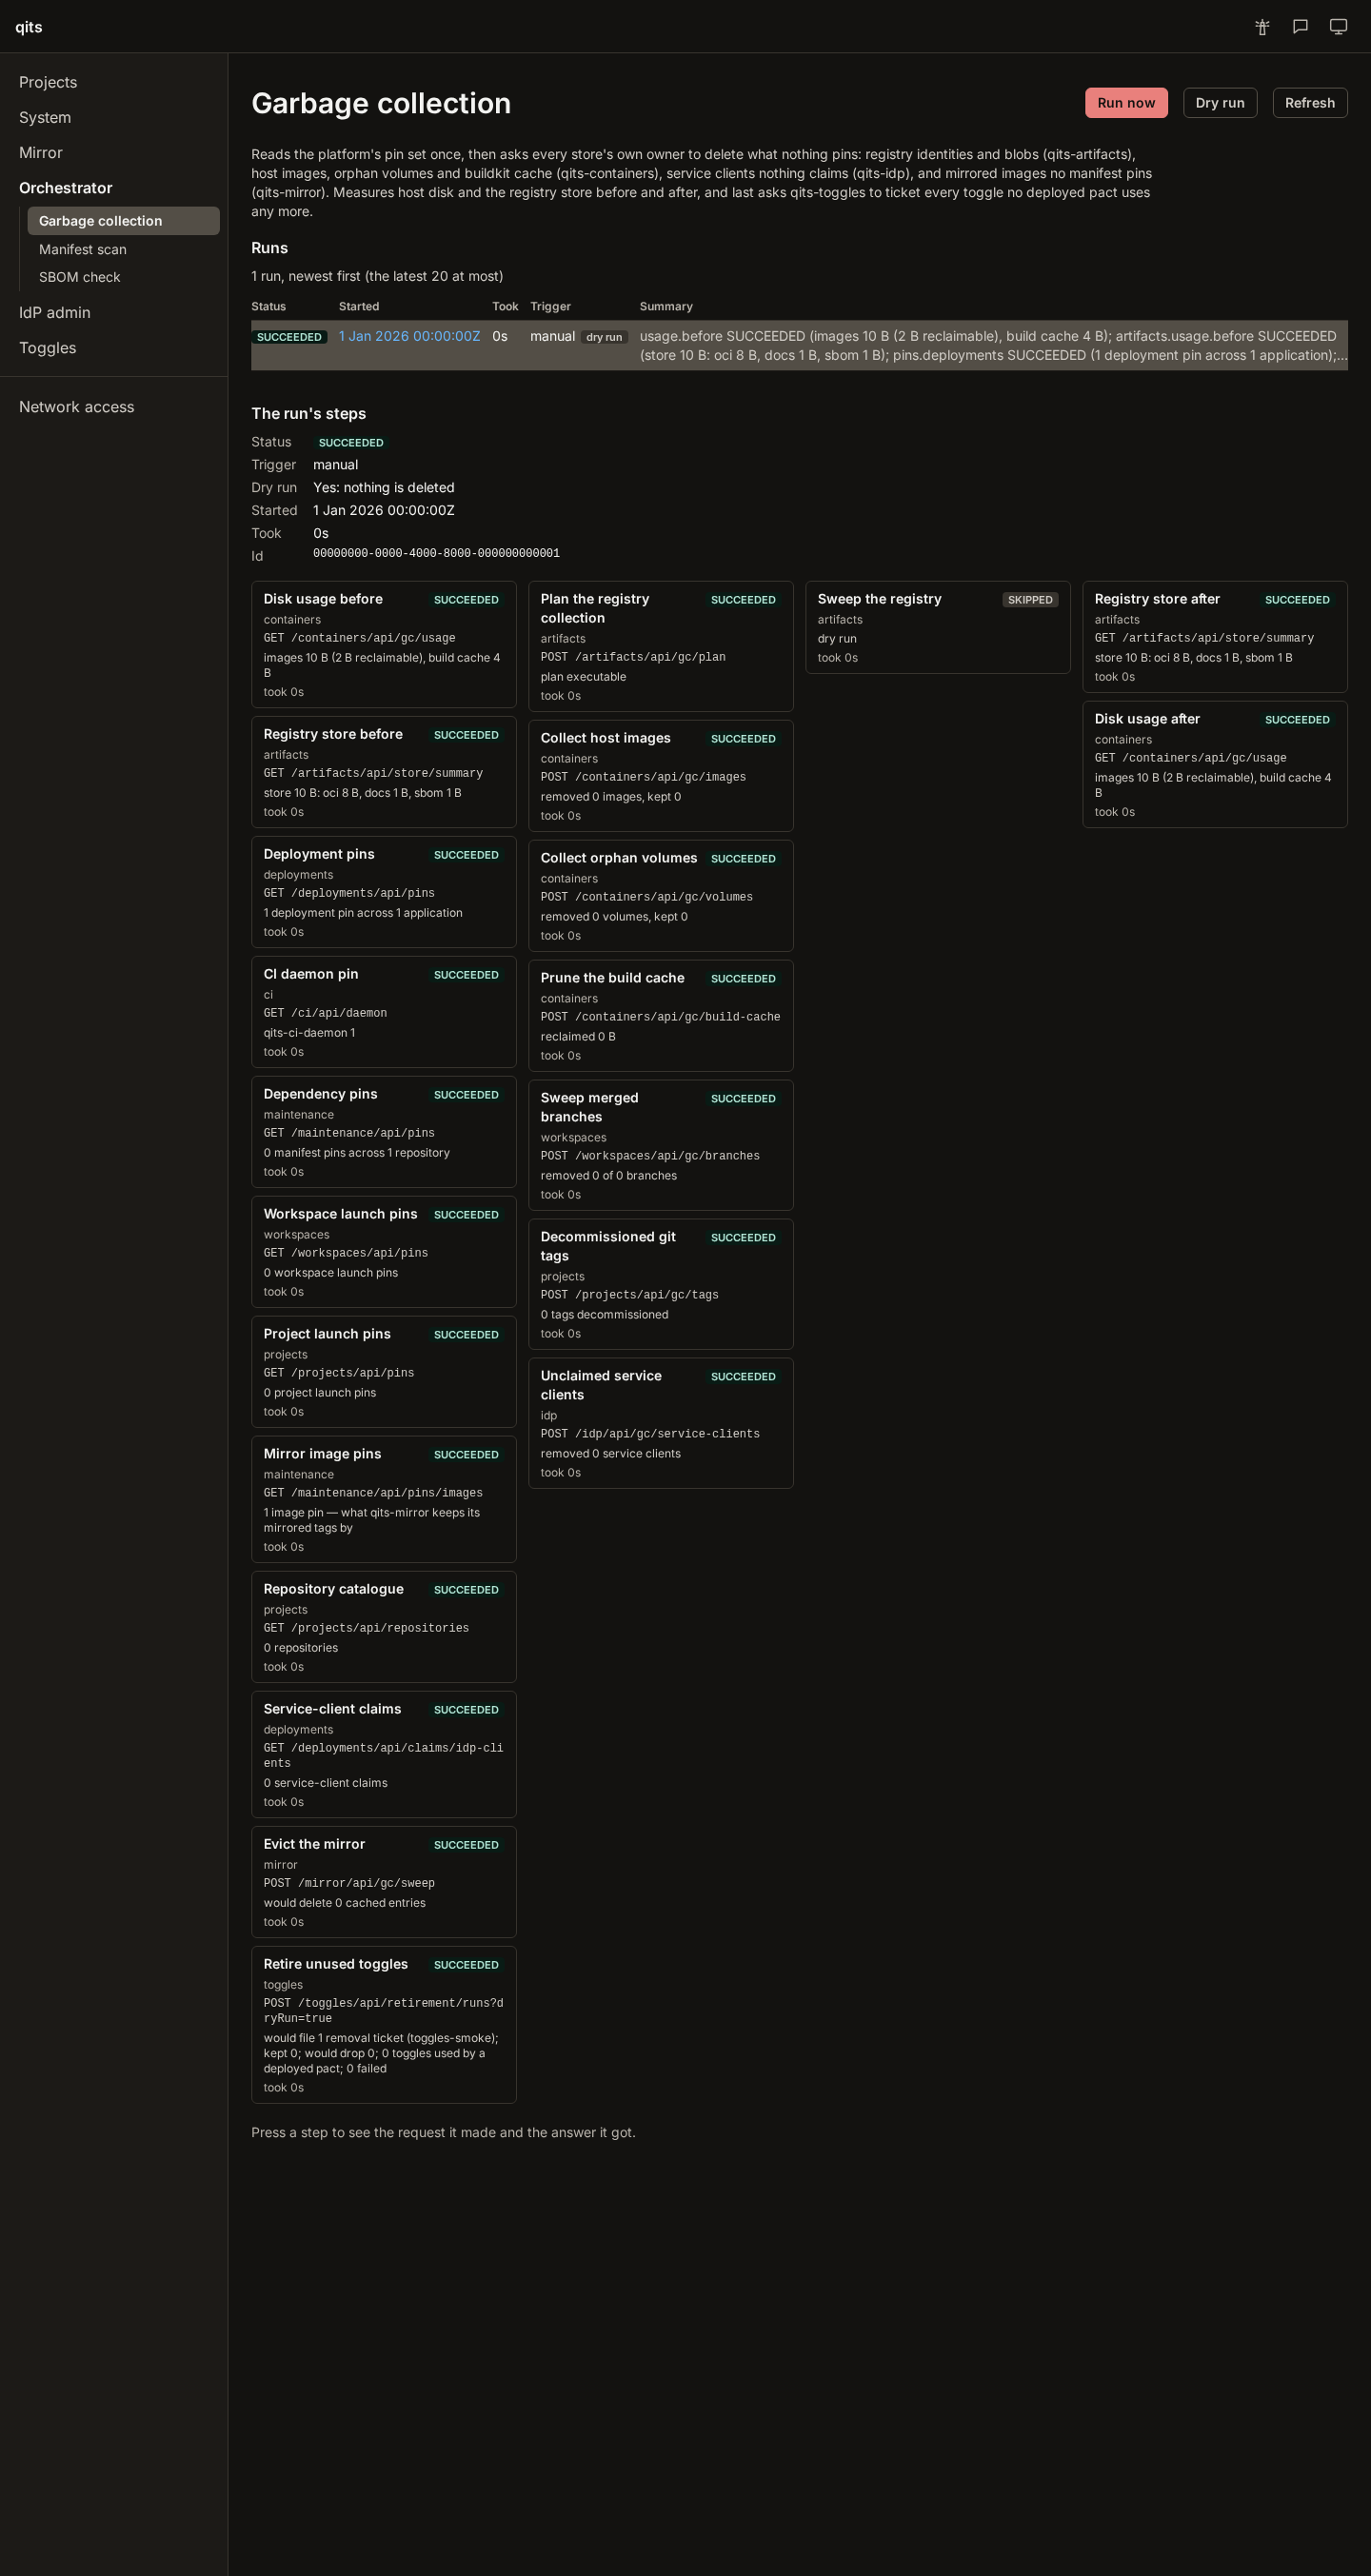 qits
Projects
System
Mirror
Orchestrator
Garbage collection
Manifest scan
SBOM check
IdP admin
Toggles
Network access
Garbage collection
Run now
Dry run
Refresh
Reads the platform's pin set once, then asks every store's own owner to delete what nothing pins: registry identities and blobs (qits-artifacts),
host images, orphan volumes and buildkit cache (qits-containers), service clients nothing claims (qits-idp), and mirrored images no manifest pins
(qits-mirror). Measures host disk and the registry store before and after, and last asks qits-toggles to ticket every toggle no deployed pact uses
any more.
Runs
1 run, newest first (the latest 20 at most)
Status Started Took Trigger Summary
SUCCEEDED 1 Jan 2026 00:00:00Z 0s manual dry run usage.before SUCCEEDED (images 10 B (2 B reclaimable), build cache 4 B); artifacts.usage.before SUCCEEDED
(store 10 B: oci 8 B, docs 1 B, sbom 1 B); pins.deployments SUCCEEDED (1 deployment pin across 1 application);...
The run's steps
Status SUCCEEDED
Trigger manual
Dry run Yes: nothing is deleted
Started 1 Jan 2026 00:00:00Z
Took 0s
Id 00000000-0000-4000-8000-000000000001
Disk usage before SUCCEEDED
containers
GET /containers/api/gc/usage
images 10 B (2 B reclaimable), build cache 4
B
took 0s
Registry store before SUCCEEDED
artifacts
GET /artifacts/api/store/summary
store 10 B: oci 8 B, docs 1 B, sbom 1 B
took 0s
Deployment pins SUCCEEDED
deployments
GET /deployments/api/pins
1 deployment pin across 1 application
took 0s
CI daemon pin SUCCEEDED
ci
GET /ci/api/daemon
qits-ci-daemon 1
took 0s
Dependency pins SUCCEEDED
maintenance
GET /maintenance/api/pins
0 manifest pins across 1 repository
took 0s
Workspace launch pins SUCCEEDED
workspaces
GET /workspaces/api/pins
0 workspace launch pins
took 0s
Project launch pins SUCCEEDED
projects
GET /projects/api/pins
0 project launch pins
took 0s
Mirror image pins SUCCEEDED
maintenance
GET /maintenance/api/pins/images
1 image pin — what qits-mirror keeps its
mirrored tags by
took 0s
Repository catalogue SUCCEEDED
projects
GET /projects/api/repositories
0 repositories
took 0s
Service-client claims SUCCEEDED
deployments
GET /deployments/api/claims/idp-cli
ents
0 service-client claims
took 0s
Evict the mirror SUCCEEDED
mirror
POST /mirror/api/gc/sweep
would delete 0 cached entries
took 0s
Retire unused toggles SUCCEEDED
toggles
POST /toggles/api/retirement/runs?d
ryRun=true
would file 1 removal ticket (toggles-smoke);
kept 0; would drop 0; 0 toggles used by a
deployed pact; 0 failed
took 0s
Plan the registry SUCCEEDED
collection
artifacts
POST /artifacts/api/gc/plan
plan executable
took 0s
Collect host images SUCCEEDED
containers
POST /containers/api/gc/images
removed 0 images, kept 0
took 0s
Collect orphan volumes SUCCEEDED
containers
POST /containers/api/gc/volumes
removed 0 volumes, kept 0
took 0s
Prune the build cache SUCCEEDED
containers
POST /containers/api/gc/build-cache
reclaimed 0 B
took 0s
Sweep merged SUCCEEDED
branches
workspaces
POST /workspaces/api/gc/branches
removed 0 of 0 branches
took 0s
Decommissioned git SUCCEEDED
tags
projects
POST /projects/api/gc/tags
0 tags decommissioned
took 0s
Unclaimed service SUCCEEDED
clients
idp
POST /idp/api/gc/service-clients
removed 0 service clients
took 0s
Sweep the registry SKIPPED
artifacts
dry run
took 0s
Registry store after SUCCEEDED
artifacts
GET /artifacts/api/store/summary
store 10 B: oci 8 B, docs 1 B, sbom 1 B
took 0s
Disk usage after SUCCEEDED
containers
GET /containers/api/gc/usage
images 10 B (2 B reclaimable), build cache 4
B
took 0s
Press a step to see the request it made and the answer it got.